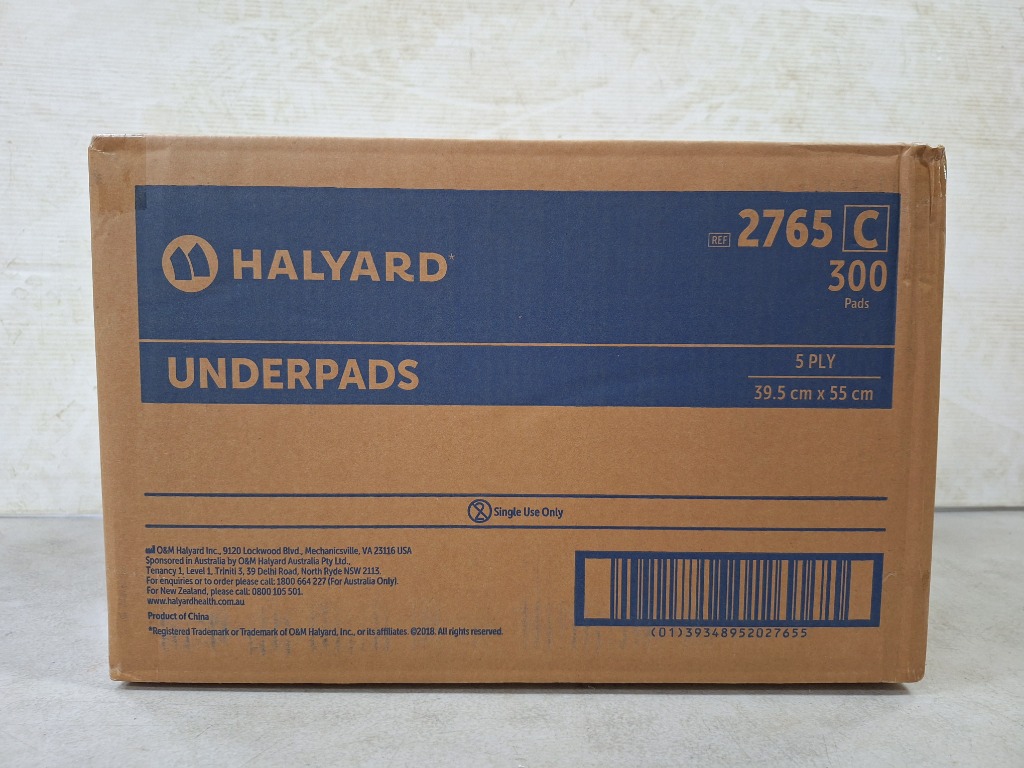 HALYARD*
REF 2765 C
300
Pads
UNDERPADS
5 PLY
39.5 cm x 55 cm
Single Use Only
O&M Halyard Inc., 9120 Lockwood Blvd., Mechanicsville, VA 23116 USA
Sponsored in Australia by O&M Halyard Australia Pty Ltd.,
Tenancy 1, Level 1, Triniti 3, 39 Delhi Road, North Ryde NSW 2113.
For enquiries or to order please call: 1800 664 227 (For Australia Only).
For New Zealand, please call: 0800 105 501.
www.halyardhealth.com.au
Product of China
*Registered Trademark or Trademark of O&M Halyard, Inc., or its affiliates. ©2018. All rights reserved.
(01)39348952027655